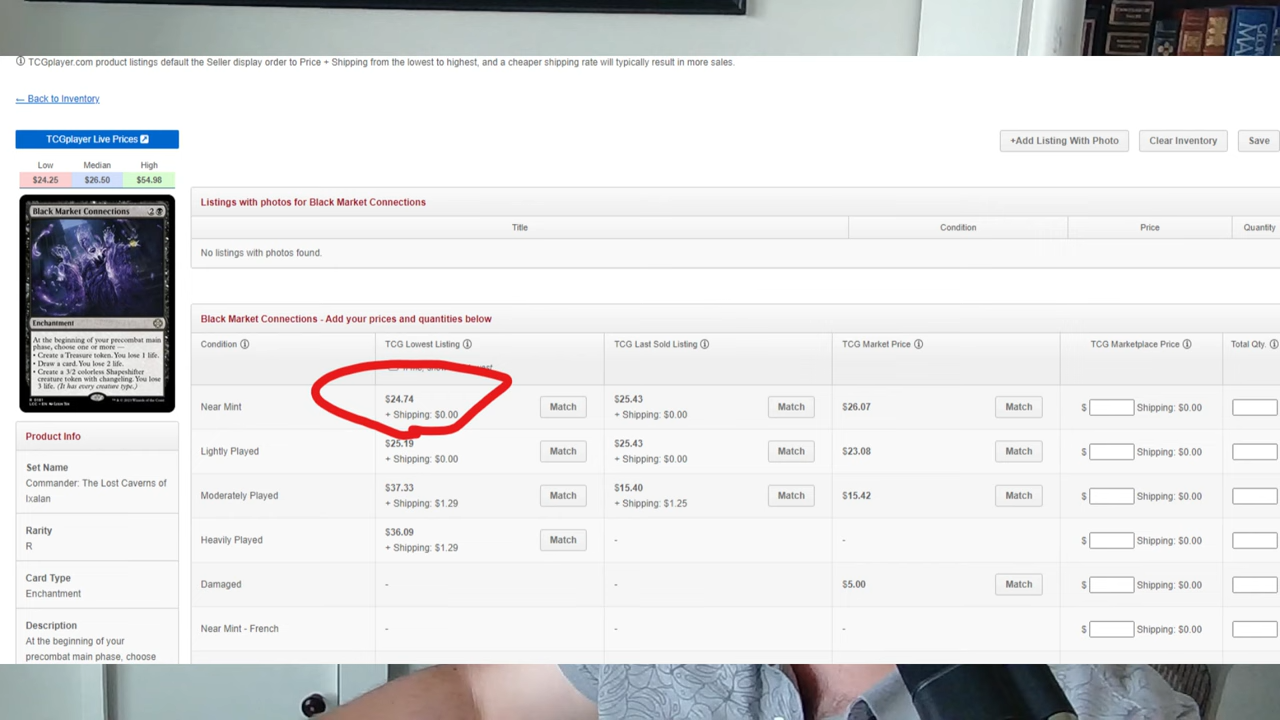 ⓘ TCGplayer.com product listings default the Seller display order to Price + Shipping from the lowest to highest, and a cheaper shipping rate will typically result in more sales.
← Back to Inventory
TCGplayer Live Prices
+Add Listing With Photo Clear Inventory Save
Low Median High
$24.25 $26.50 $54.98
Black Market Connections 2
Enchantment
At the beginning of your precombat main
phase, choose one or more —
• Create a Treasure token. You lose 1 life.
• Draw a card. You lose 2 life.
• Create a 3/2 colorless Shapeshifter
creature token with changeling. You lose
3 life. (It has every creature type.)
Listings with photos for Black Market Connections
Title Condition Price Quantity
No listings with photos found.
Black Market Connections - Add your prices and quantities below
Condition ⓘ TCG Lowest Listing ⓘ TCG Last Sold Listing ⓘ TCG Market Price ⓘ TCG Marketplace Price ⓘ Total Qty. ⓘ
Near Mint $24.74 + Shipping: $0.00 Match $25.43 + Shipping: $0.00 Match $26.07 Match $ Shipping: $0.00
Lightly Played $25.19 + Shipping: $0.00 Match $25.43 + Shipping: $0.00 Match $23.08 Match $ Shipping: $0.00
Moderately Played $37.33 + Shipping: $1.29 Match $15.40 + Shipping: $1.25 Match $15.42 Match $ Shipping: $0.00
Heavily Played $36.09 + Shipping: $1.29 Match - - $ Shipping: $0.00
Damaged - - $5.00 Match $ Shipping: $0.00
Near Mint - French - - - $ Shipping: $0.00
Product Info
Set Name
Commander: The Lost Caverns of
Ixalan
Rarity
R
Card Type
Enchantment
Description
At the beginning of your
precombat main phase, choose